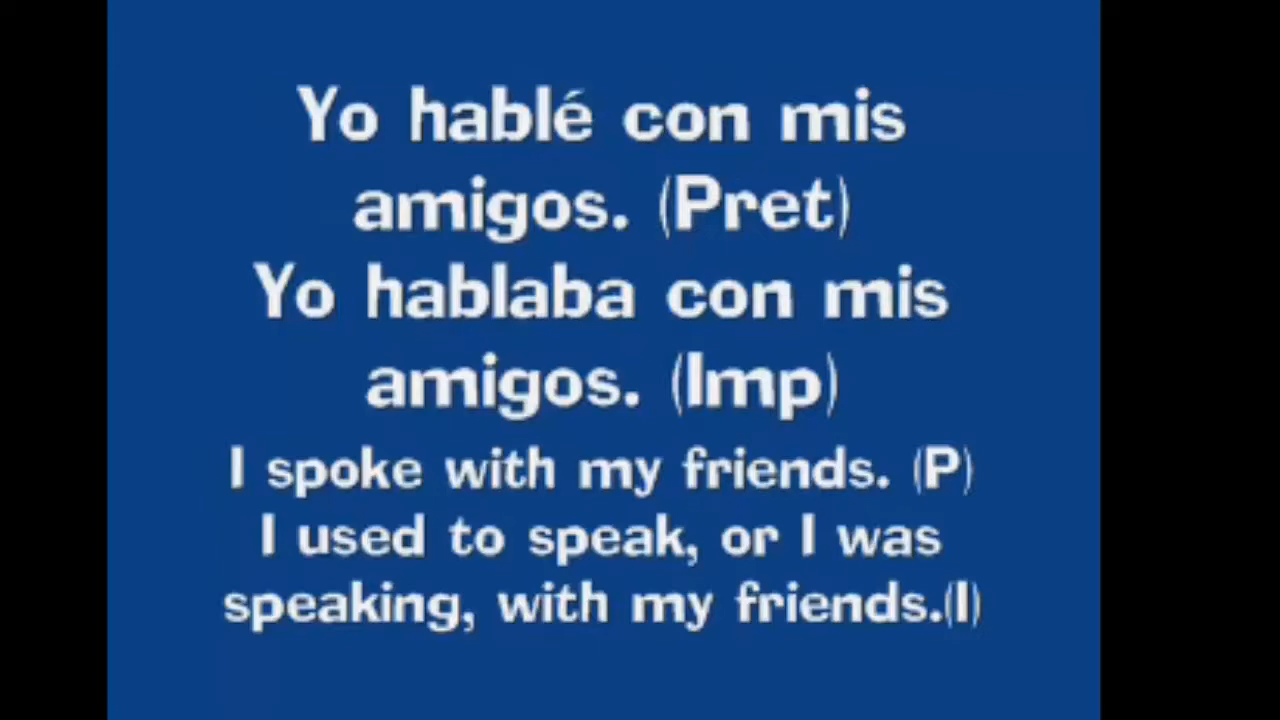 Yo hablé con mis
amigos. (Pret)
Yo hablaba con mis
amigos. (Imp)
I spoke with my friends. (P)
I used to speak, or I was
speaking, with my friends.(I)